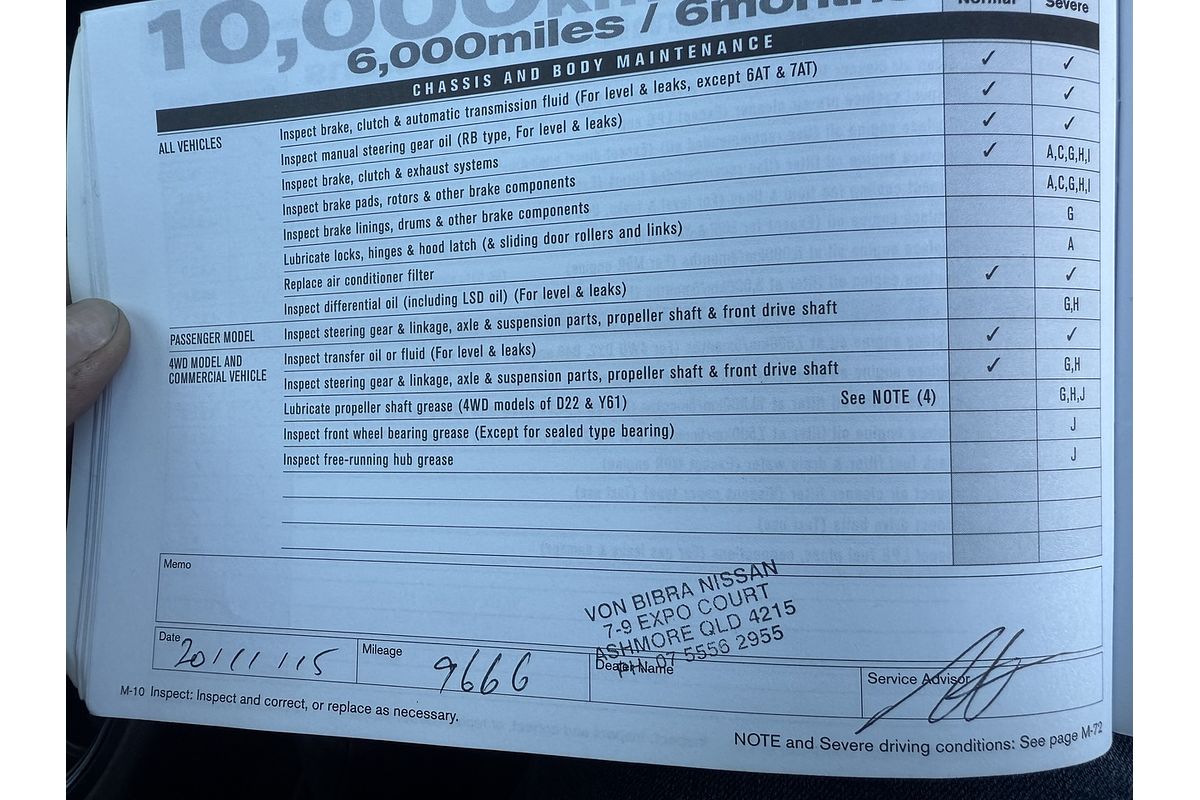 10,000km
6,000miles / 6months
Normal Severe
CHASSIS AND BODY MAINTENANCE
ALL VEHICLES Inspect brake, clutch & automatic transmission fluid (For level & leaks, except 6AT & 7AT) ✓ ✓
Inspect manual steering gear oil (RB type, For level & leaks) ✓ ✓
Inspect brake, clutch & exhaust systems ✓ ✓
Inspect brake pads, rotors & other brake components ✓ A,C,G,H,I
Inspect brake linings, drums & other brake components A,C,G,H,I
Lubricate locks, hinges & hood latch (& sliding door rollers and links) G
Replace air conditioner filter A
Inspect differential oil (including LSD oil) (For level & leaks) ✓ ✓
PASSENGER MODEL Inspect steering gear & linkage, axle & suspension parts, propeller shaft & front drive shaft G,H
4WD MODEL AND COMMERCIAL VEHICLE Inspect transfer oil or fluid (For level & leaks) ✓ ✓
Inspect steering gear & linkage, axle & suspension parts, propeller shaft & front drive shaft ✓ G,H
Lubricate propeller shaft grease (4WD models of D22 & Y61) See NOTE (4) G,H,J
Inspect front wheel bearing grease (Except for sealed type bearing) J
Inspect free-running hub grease J
Memo
VON BIBRA NISSAN
7-9 EXPO COURT
ASHMORE QLD 4215
PH: 07 5556 2955
Date 20/11/15 Mileage 9666 Dealer Name Service Advisor
M-10 Inspect: Inspect and correct, or replace as necessary.
NOTE and Severe driving conditions: See page M-72